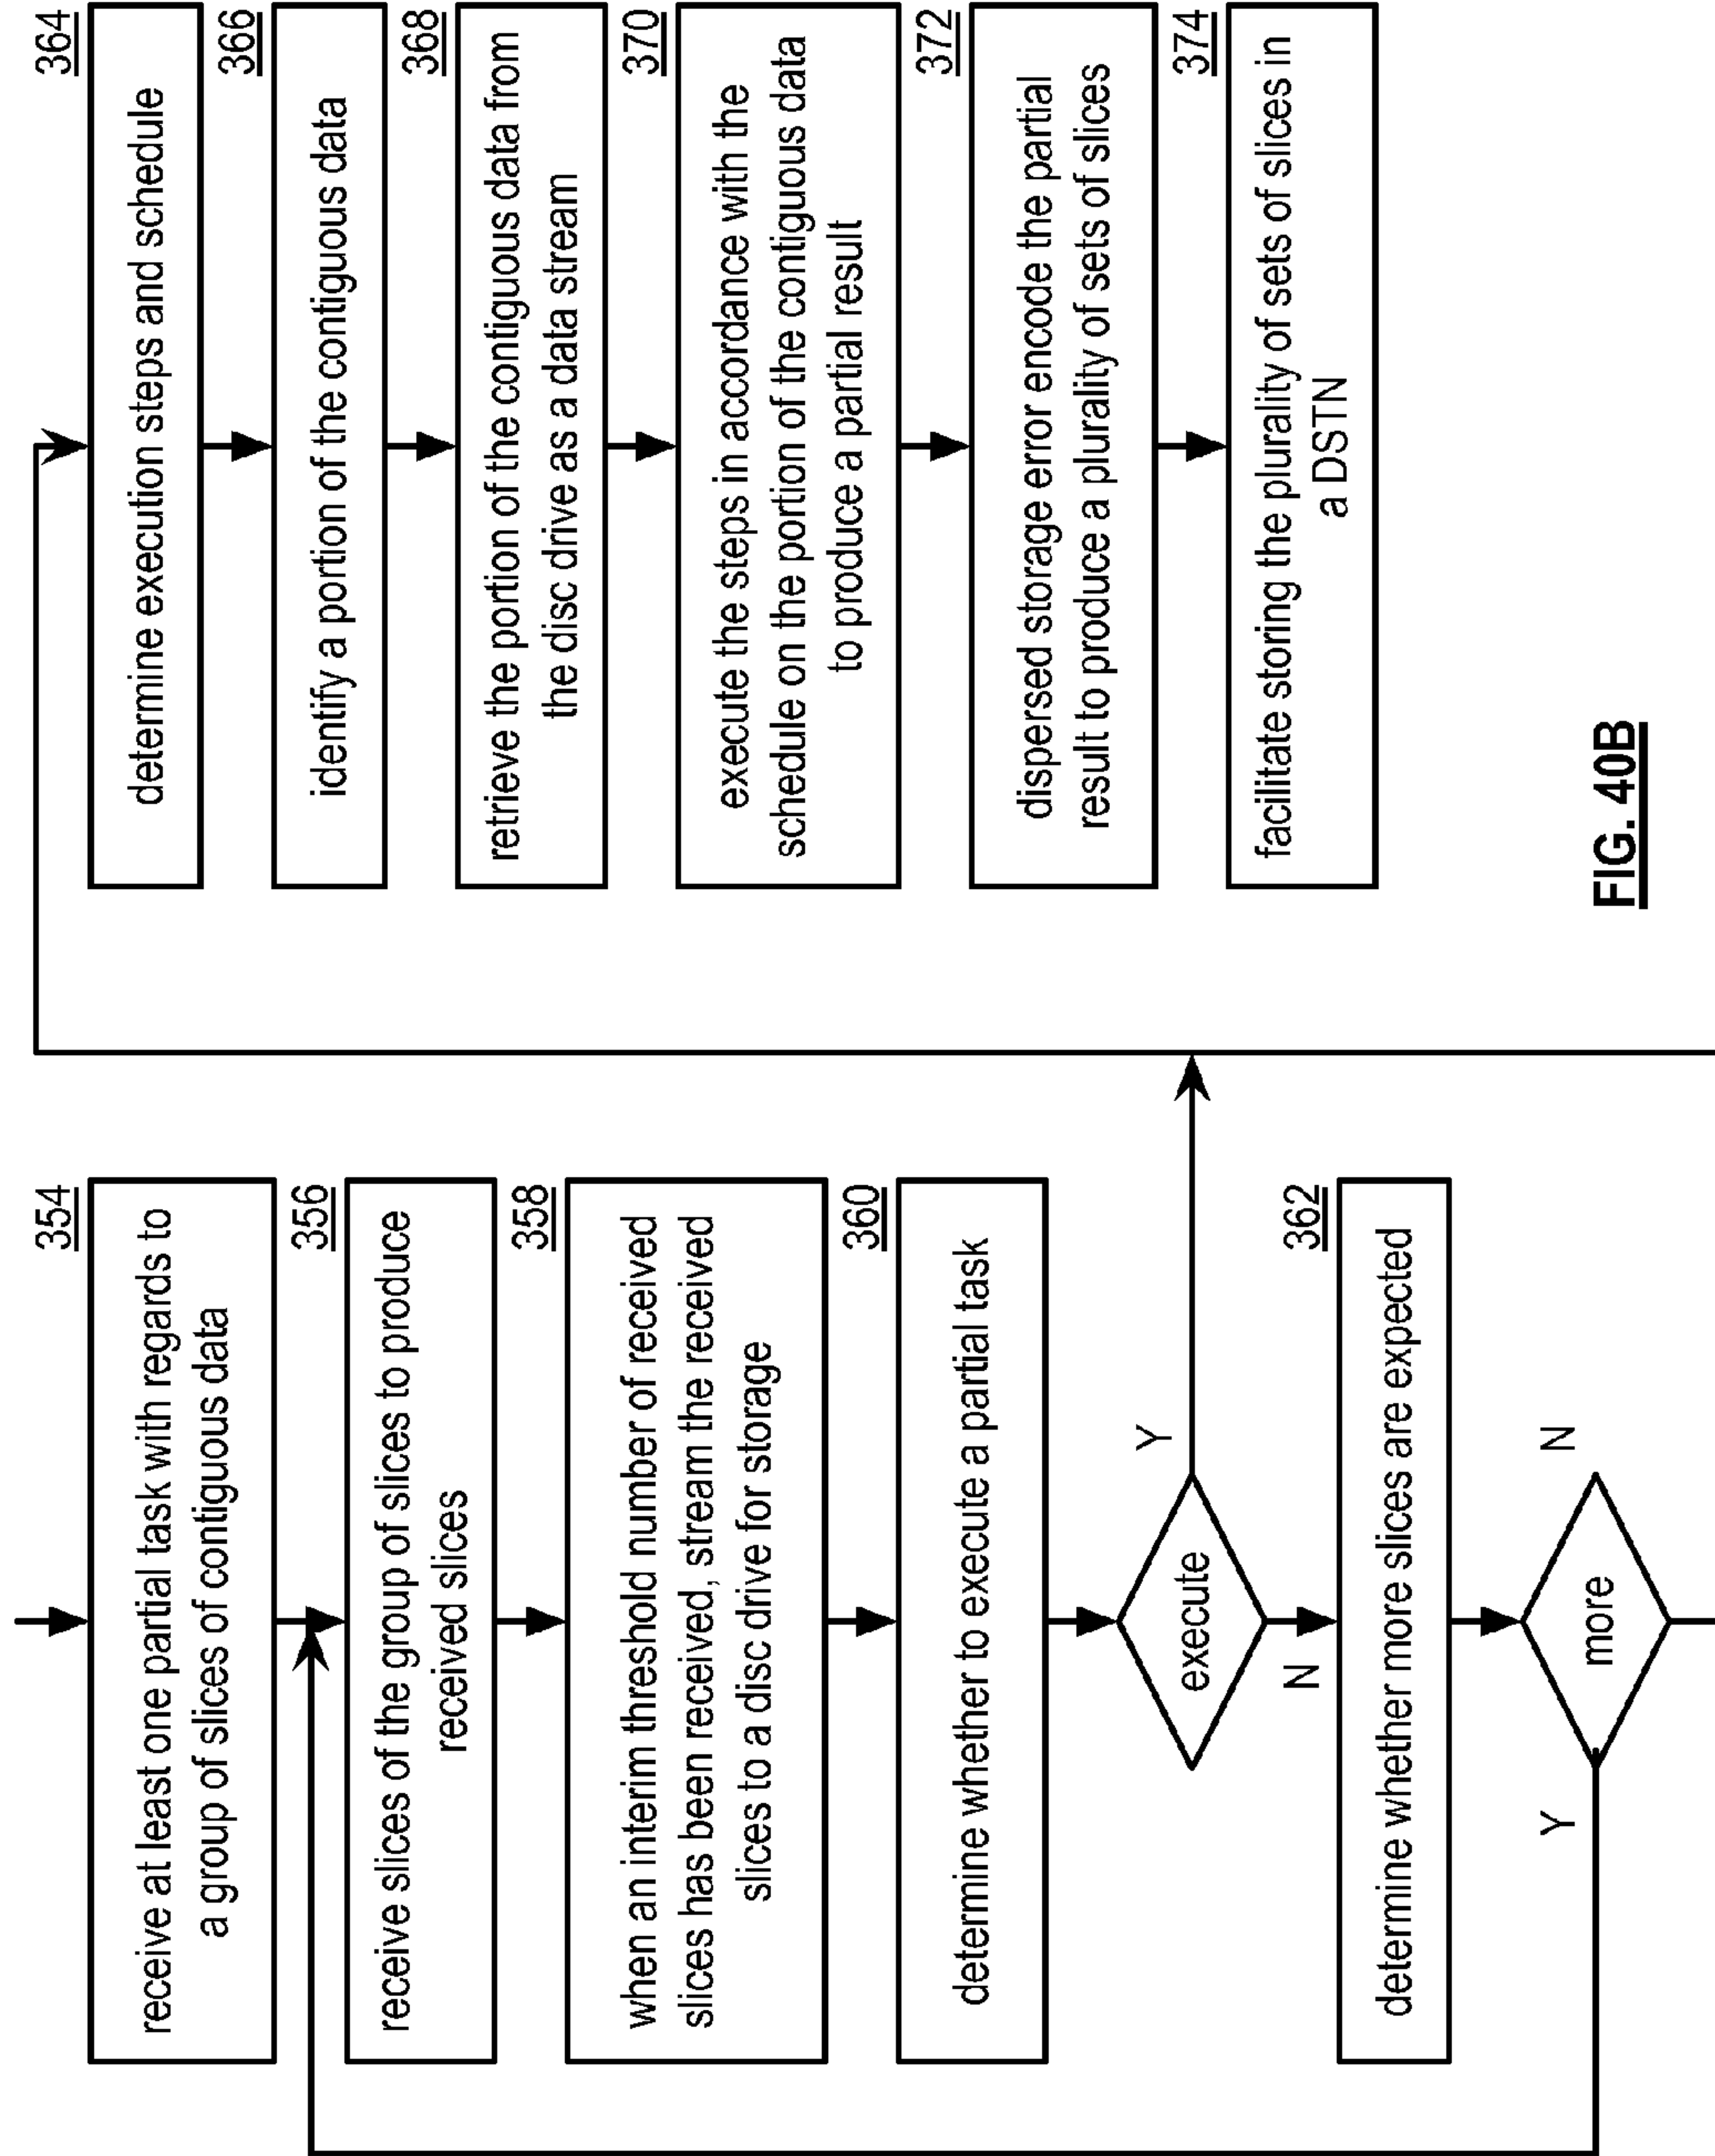 354
receive at least one partial task with regards to
a group of slices of contiguous data
356
receive slices of the group of slices to produce
received slices
358
when an interim threshold number of received
slices has been received, stream the received
slices to a disc drive for storage
360
determine whether to execute a partial task
execute
Y
N
362
determine whether more slices are expected
more
Y
N
364
determine execution steps and schedule
366
identify a portion of the contiguous data
368
retrieve the portion of the contiguous data from
the disc drive as a data stream
370
execute the steps in accordance with the
schedule on the portion of the contiguous data
to produce a partial result
372
dispersed storage error encode the partial
result to produce a plurality of sets of slices
374
facilitate storing the plurality of sets of slices in
a DSTN
FIG. 40B